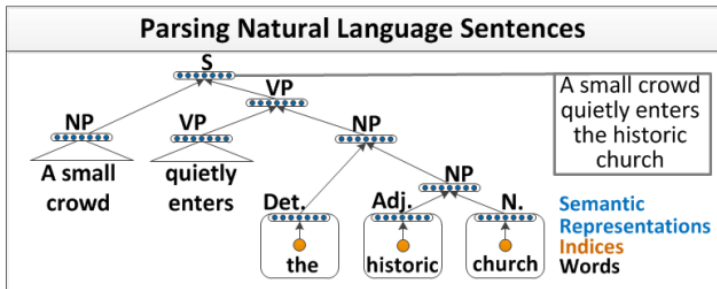 Parsing Natural Language Sentences
S
VP
NP
VP
NP
NP
A small
crowd
quietly
enters
Det.
Adj.
N.
the
historic
church
A small crowd
quietly enters
the historic
church
Semantic
Representations
Indices
Words